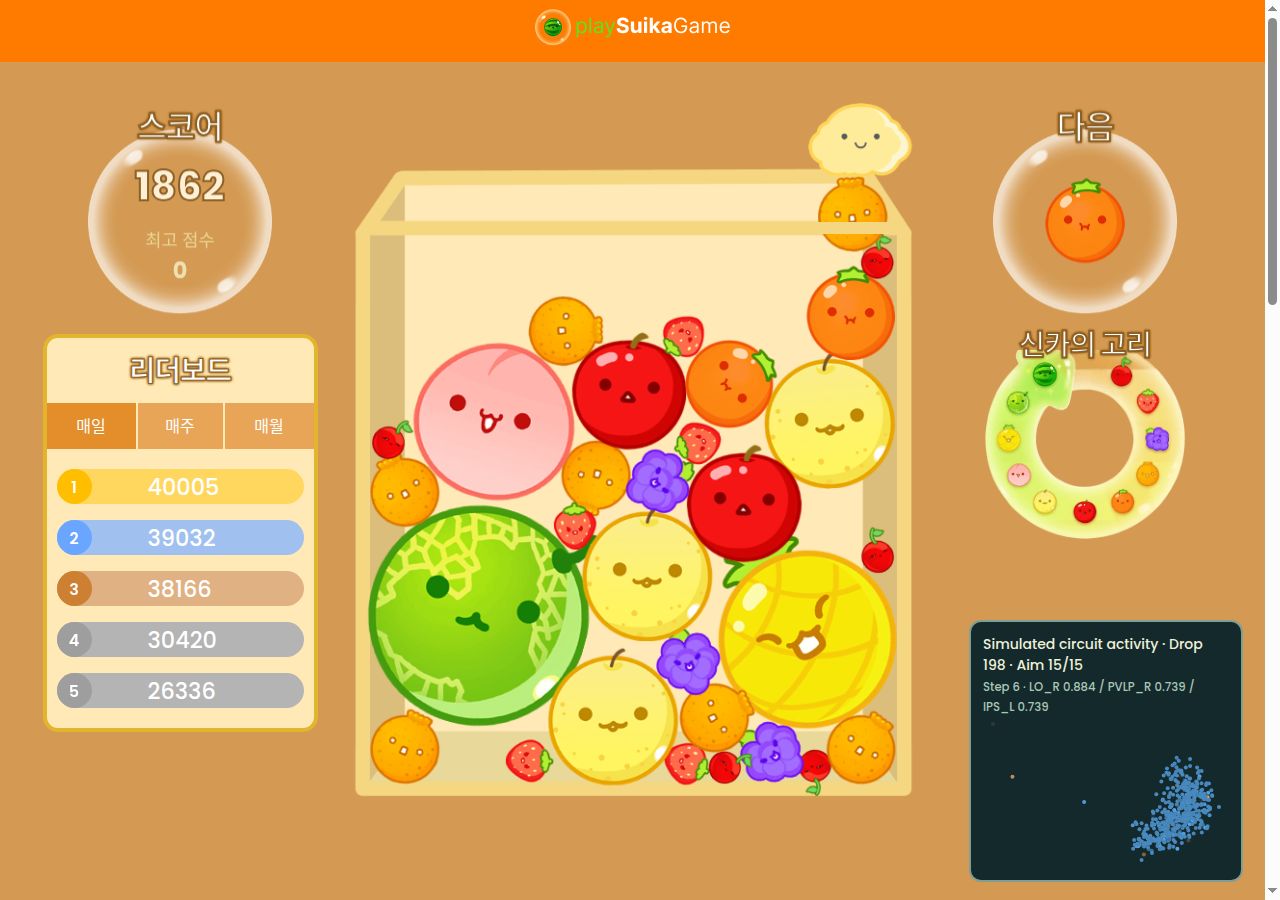 playSuikaGame
스코어
1862
최고 점수
0
다음
리더보드
매일 매주 매월
1 40005
2 39032
3 38166
4 30420
5 26336
신카의 고리
Simulated circuit activity · Drop
198 · Aim 15/15
Step 6 · LO_R 0.884 / PVLP_R 0.739 /
IPS_L 0.739